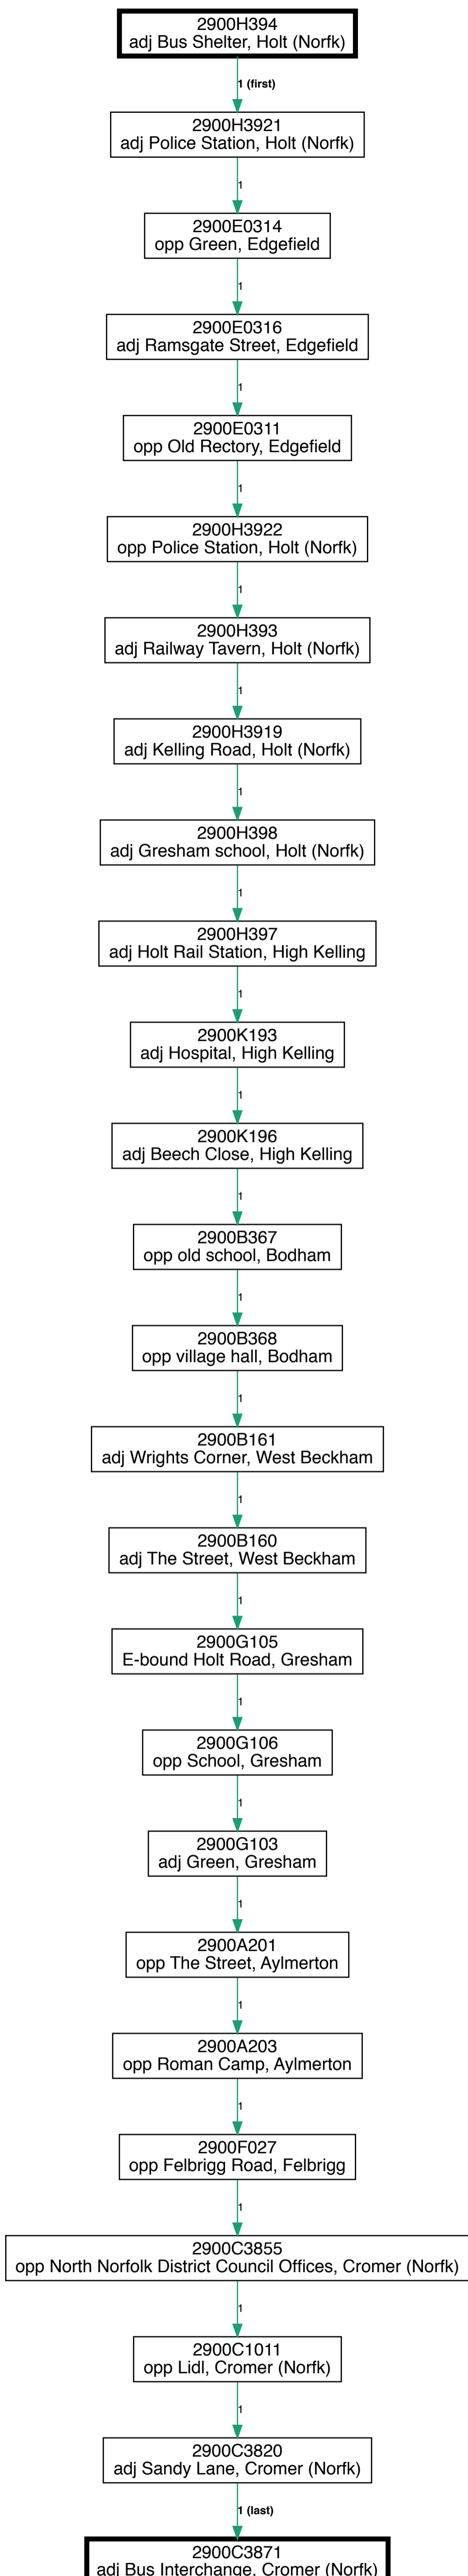 2900H394
adj Bus Shelter, Holt (Norfk)
1 (first)
2900H3921
adj Police Station, Holt (Norfk)
1
2900E0314
opp Green, Edgefield
1
2900E0316
adj Ramsgate Street, Edgefield
1
2900E0311
opp Old Rectory, Edgefield
1
2900H3922
opp Police Station, Holt (Norfk)
1
2900H393
adj Railway Tavern, Holt (Norfk)
1
2900H3919
adj Kelling Road, Holt (Norfk)
1
2900H398
adj Gresham school, Holt (Norfk)
1
2900H397
adj Holt Rail Station, High Kelling
1
2900K193
adj Hospital, High Kelling
1
2900K196
adj Beech Close, High Kelling
1
2900B367
opp old school, Bodham
1
2900B368
opp village hall, Bodham
1
2900B161
adj Wrights Corner, West Beckham
1
2900B160
adj The Street, West Beckham
1
2900G105
E-bound Holt Road, Gresham
1
2900G106
opp School, Gresham
1
2900G103
adj Green, Gresham
1
2900A201
opp The Street, Aylmerton
1
2900A203
opp Roman Camp, Aylmerton
1
2900F027
opp Felbrigg Road, Felbrigg
1
2900C3855
opp North Norfolk District Council Offices, Cromer (Norfk)
1
2900C1011
opp Lidl, Cromer (Norfk)
1
2900C3820
adj Sandy Lane, Cromer (Norfk)
1 (last)
2900C3871
adj Bus Interchange, Cromer (Norfk)